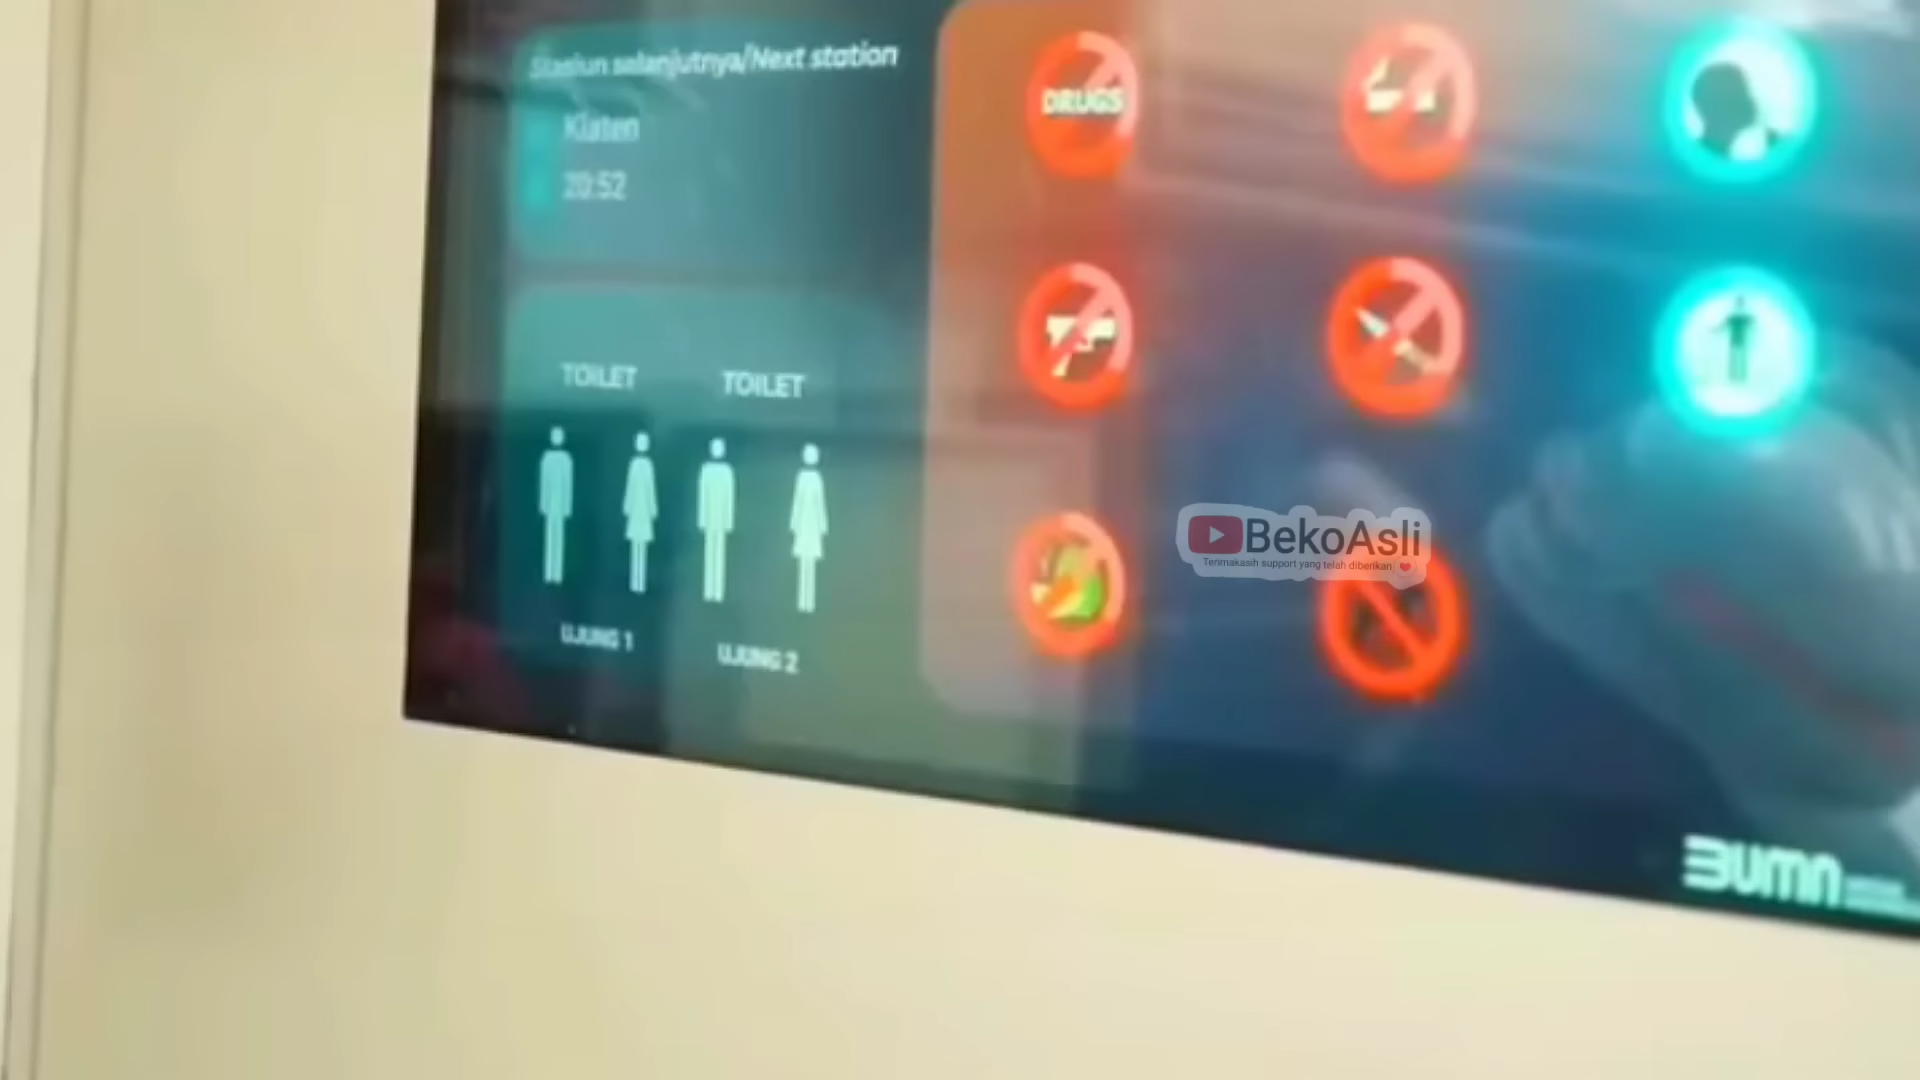 Stasiun selanjutnya/Next station
Klaten
20:52
DRUGS
TOILET TOILET
UJUNG 1 UJUNG 2
BekoAsli
Terimakasih support yang telah diberikan
BUMN